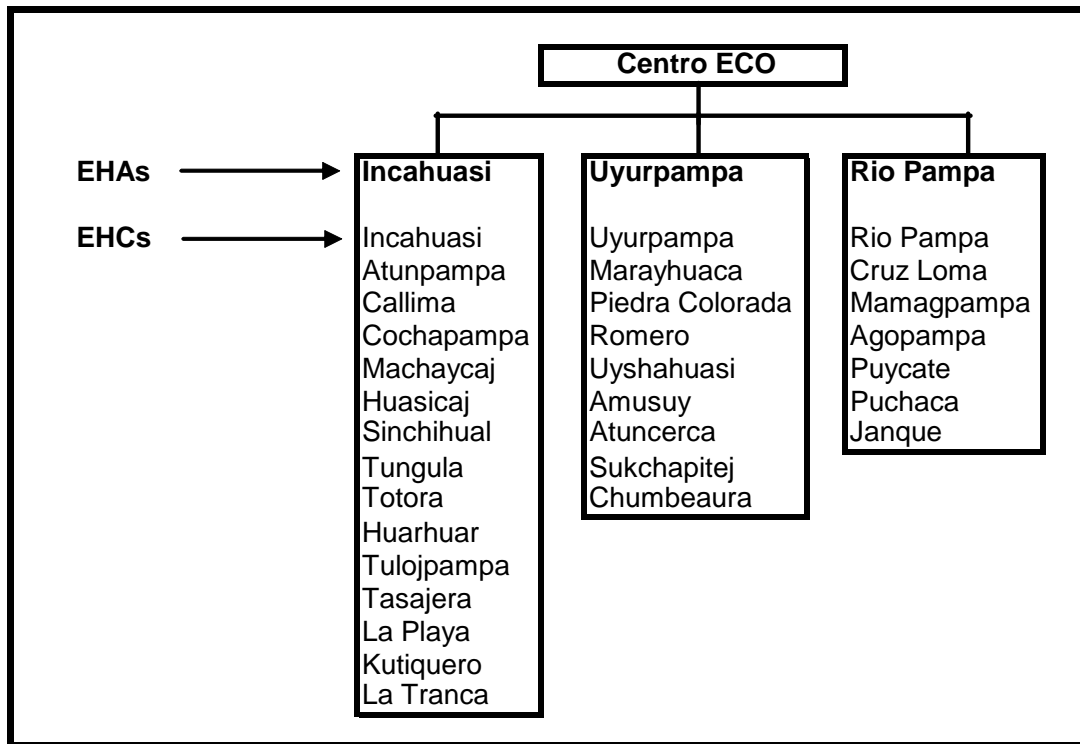 Centro ECO
EHAs
EHCs
Incahuasi
Incahuasi
Atunpampa
Callima
Cochapampa
Machaycaj
Huasicaj
Sinchihual
Tungula
Totora
Huarhuar
Tulojpampa
Tasajera
La Playa
Kutiquero
La Tranca
Uyurpampa
Uyurpampa
Marayhuaca
Piedra Colorada
Romero
Uyshahuasi
Amusuy
Atuncerca
Sukchapitej
Chumbeaura
Rio Pampa
Rio Pampa
Cruz Loma
Mamagpampa
Agopampa
Puycate
Puchaca
Janque